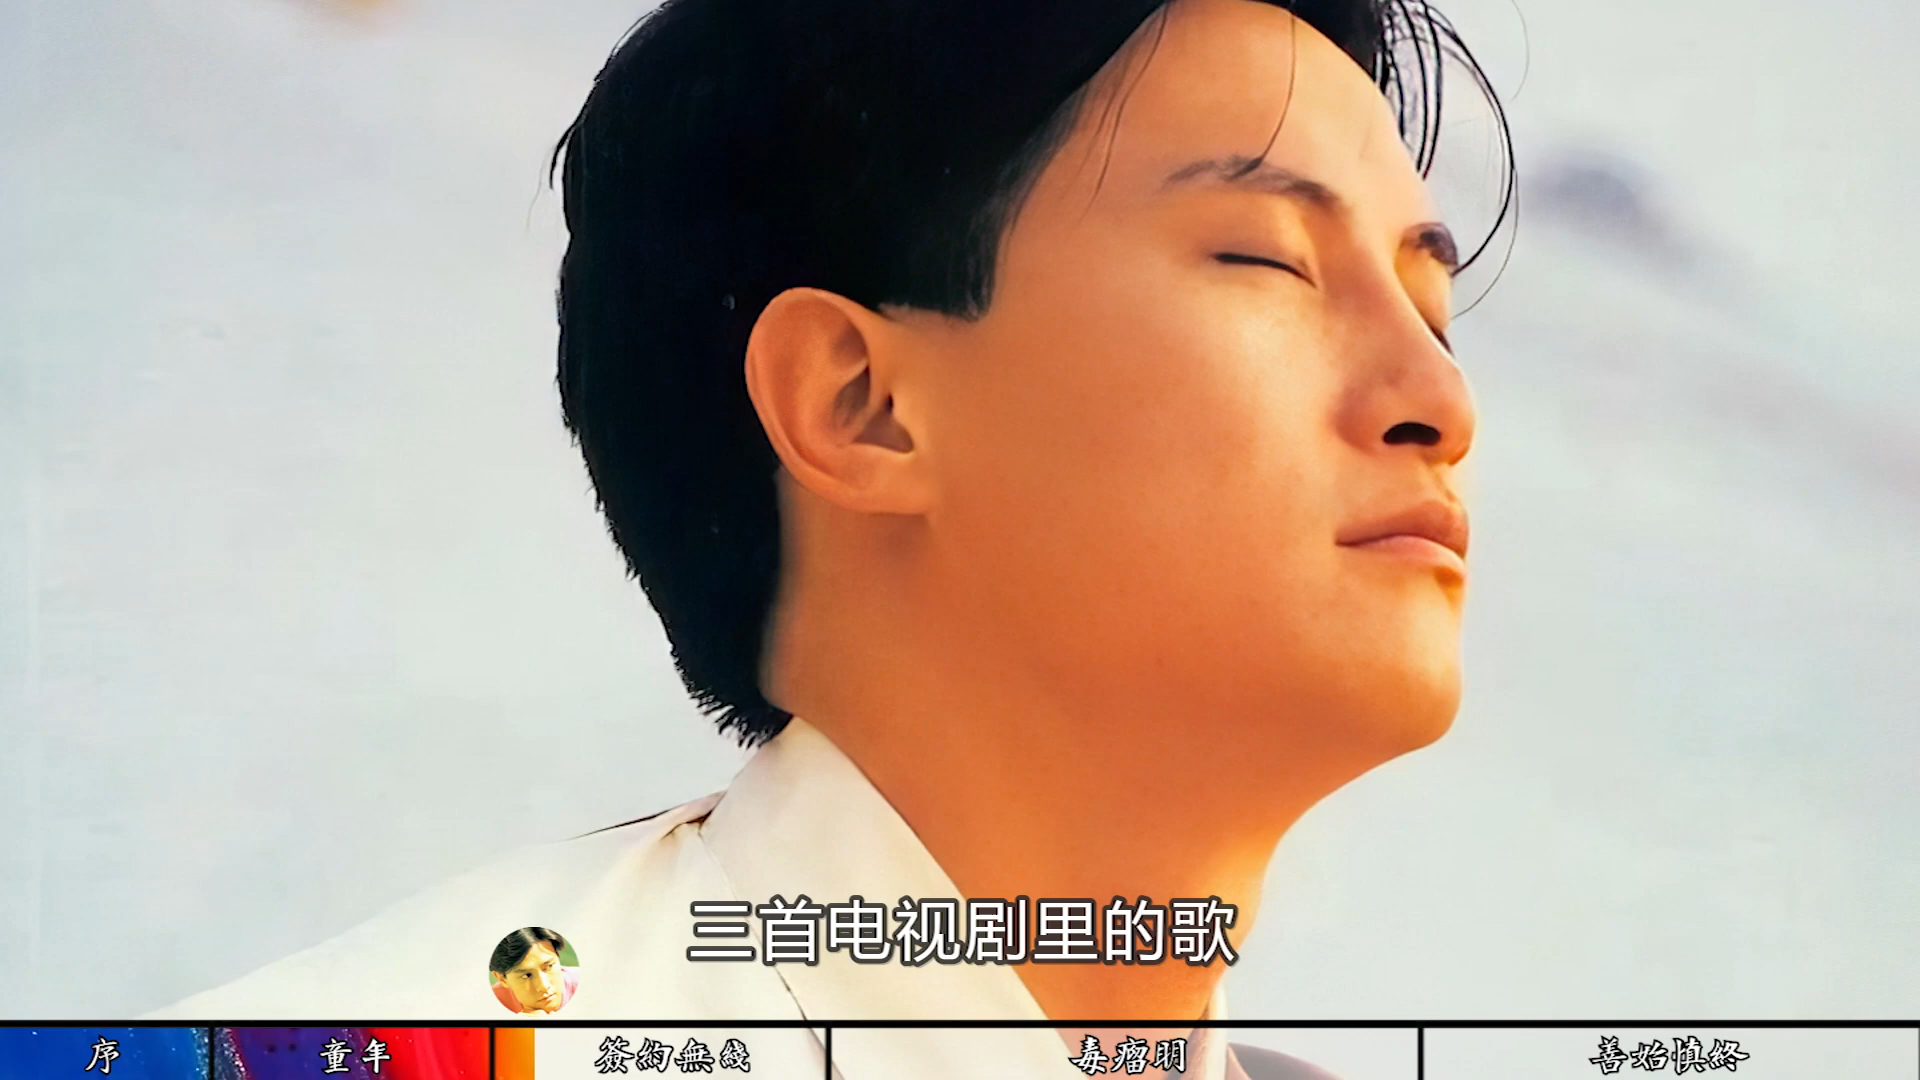 三首电视剧里的歌
序
童年
簽約無綫
毒瘤明
善始慎終